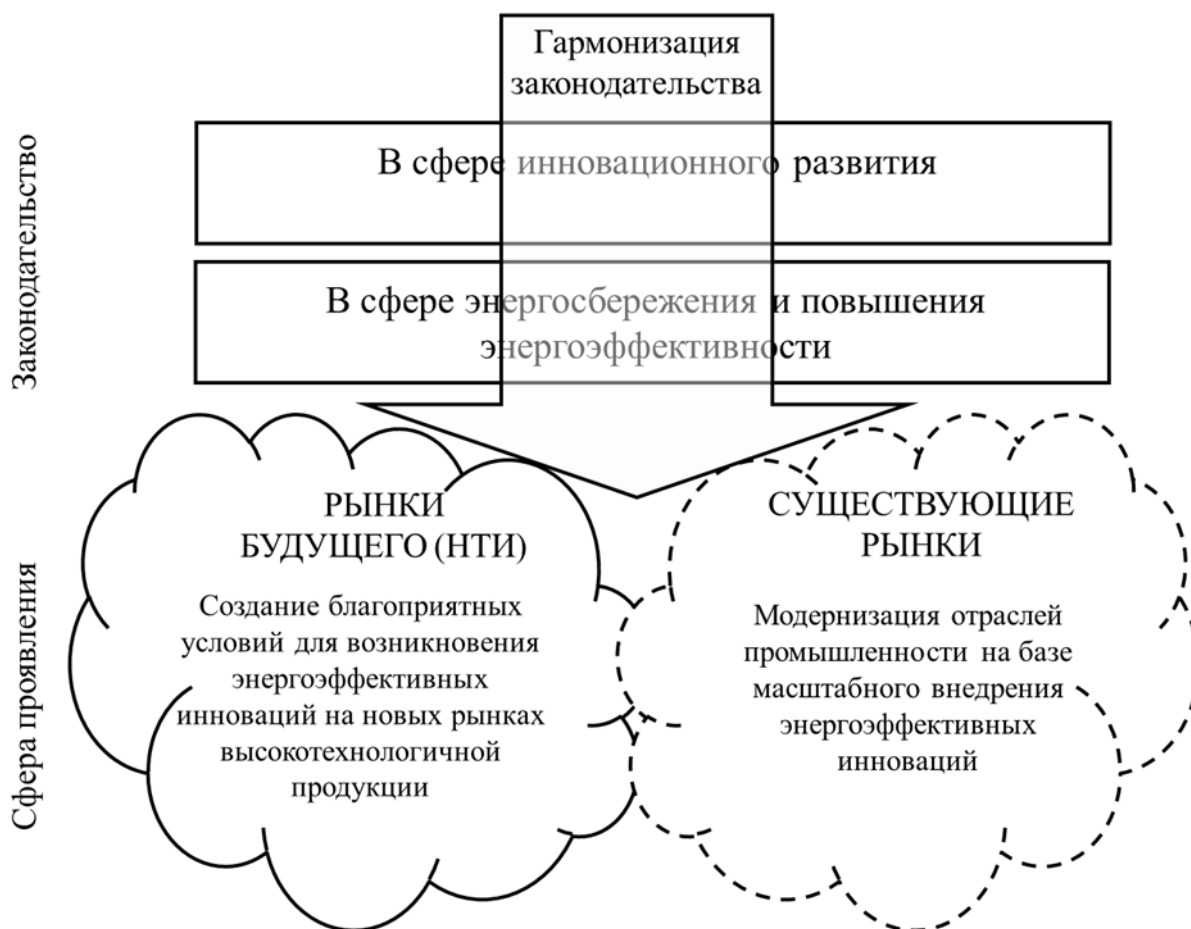 Гармонизация
законодательства
Законодательство
В сфере инновационного развития
В сфере энергосбережения и повышения
энергоэффективности
Сфера проявления
РЫНКИ
БУДУЩЕГО (НТИ)
Создание благоприятных
условий для возникновения
энергоэффективных
инноваций на новых рынках
высокотехнологичной
продукции
СУЩЕСТВУЮЩИЕ
РЫНКИ
Модернизация отраслей
промышленности на базе
масштабного внедрения
энергоэффективных
инноваций